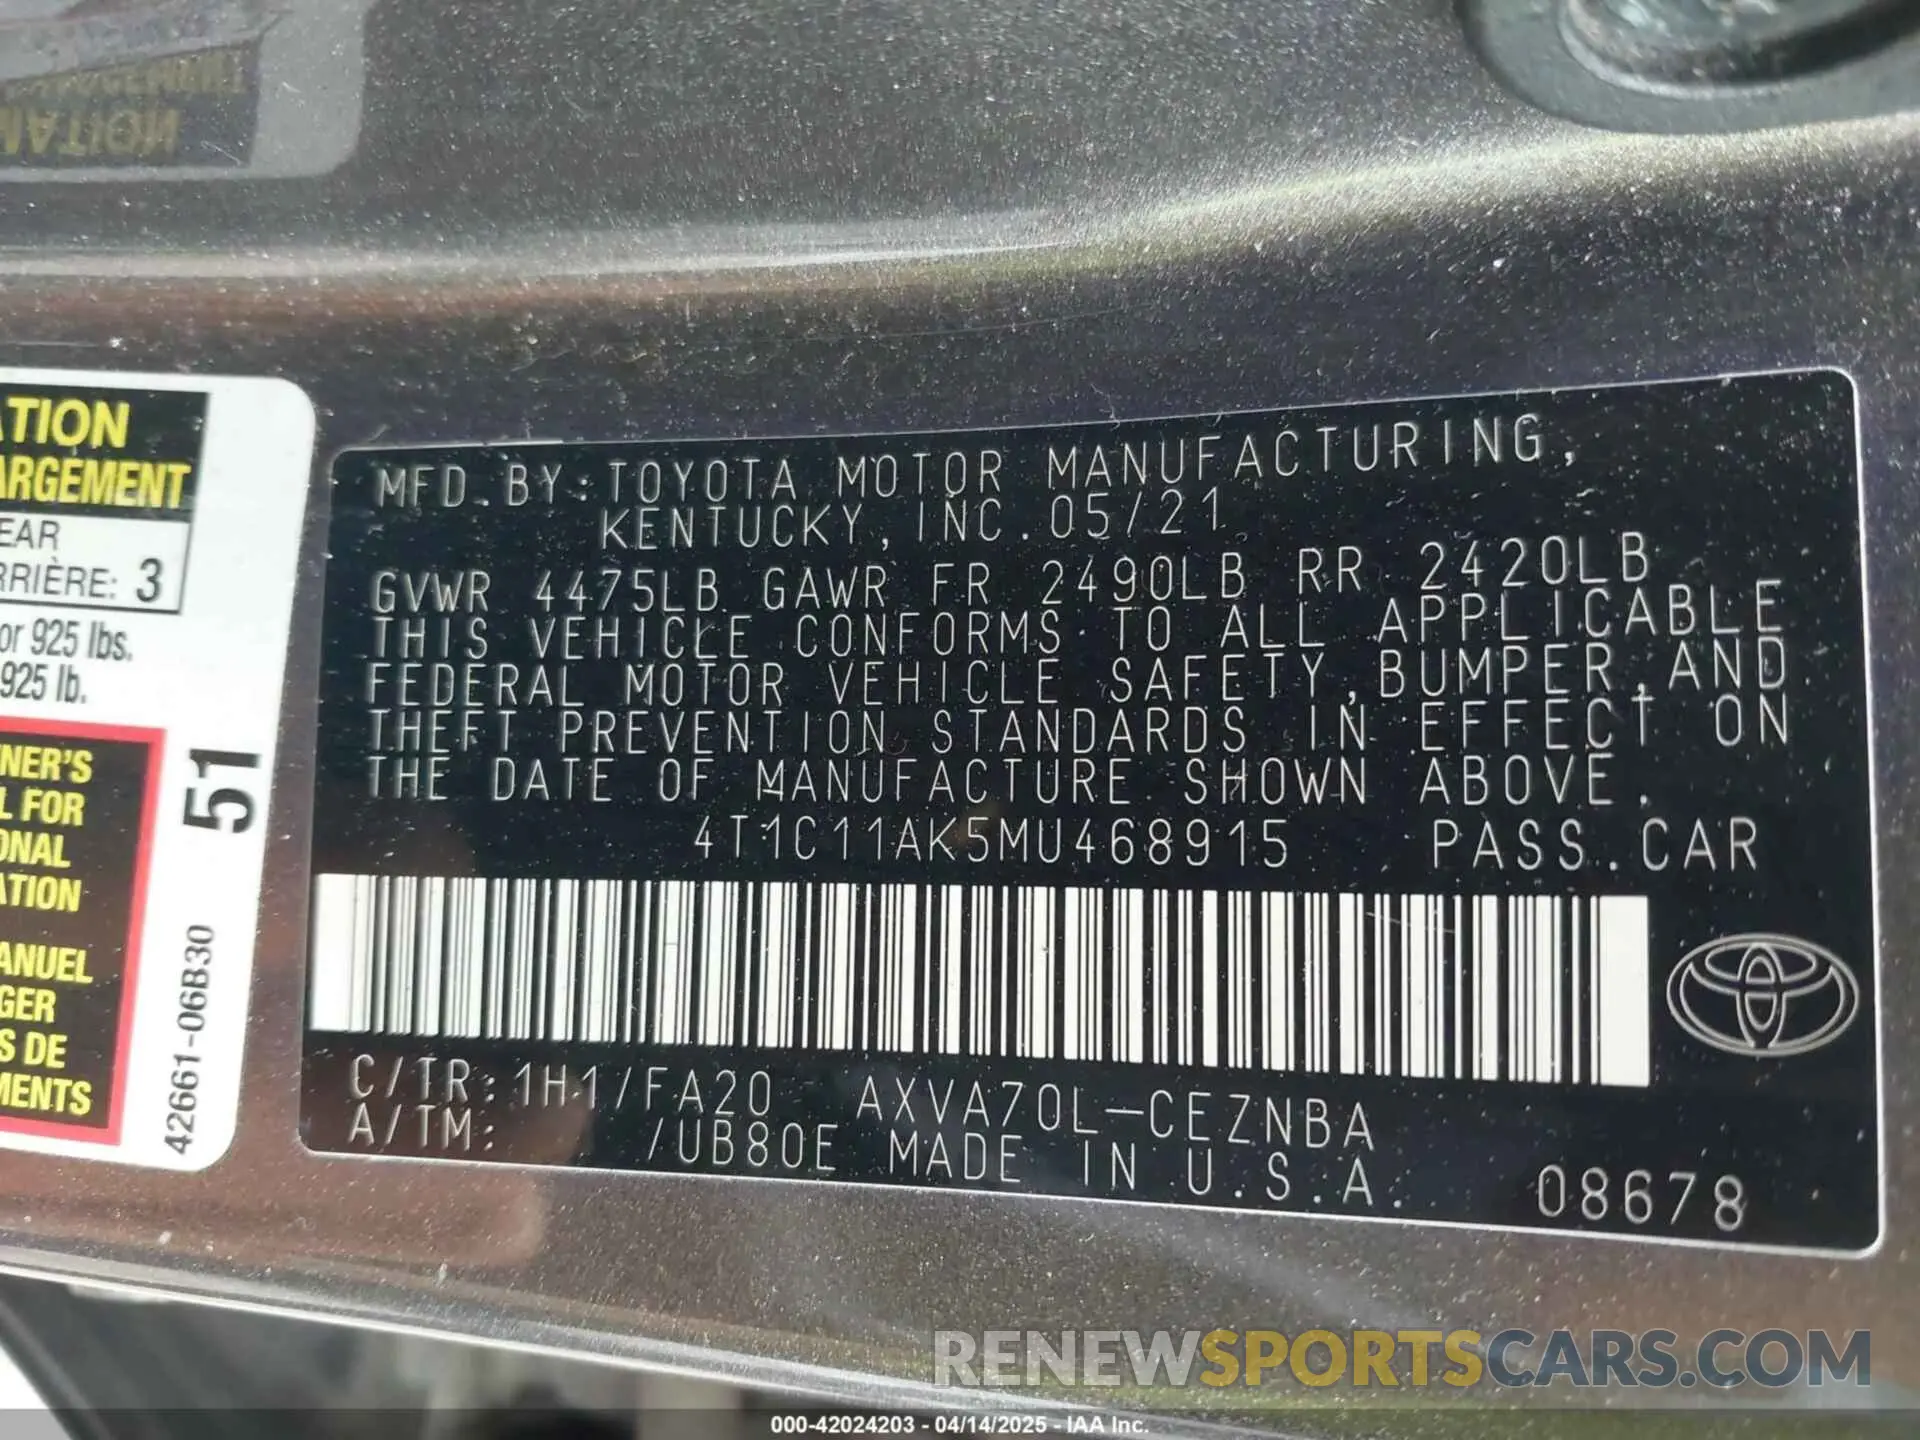 ATION
ARGEMENT
EAR
RRIÈRE: 3
or 925 lbs.
925 lb.
NER'S
L FOR
ONAL
ATION
ANUEL
GER
S DE
MENTS
51
42661-06B30
MFD. BY: TOYOTA MOTOR MANUFACTURING,
KENTUCKY, INC. 05/21
GVWR 4475LB GAWR FR 2490LB RR 2420LB
THIS VEHICLE CONFORMS TO ALL APPLICABLE
FEDERAL MOTOR VEHICLE SAFETY, BUMPER, AND
THEFT PREVENTION STANDARDS IN EFFECT ON
THE DATE OF MANUFACTURE SHOWN ABOVE.
4T1C11AK5MU468915 PASS. CAR
C/TR: 1H1/FA20 AXVA70L-CEZNBA
A/TM: /UB80E MADE IN U.S.A.
08678
RENEWSPORTSCARS.COM
000-42024203 - 04/14/2025 - IAA Inc.